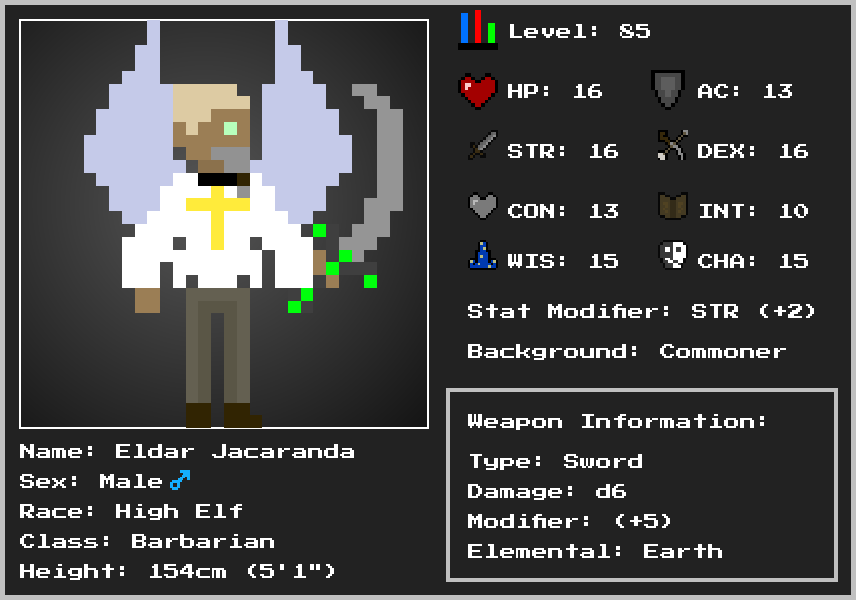 Level: 85
HP: 16 AC: 13
STR: 16 DEX: 16
CON: 13 INT: 10
WIS: 15 CHA: 15
Stat Modifier: STR (+2)
Background: Commoner
Weapon Information:
Type: Sword
Damage: d6
Modifier: (+5)
Elemental: Earth
Name: Eldar Jacaranda
Sex: Male ♂
Race: High Elf
Class: Barbarian
Height: 154cm (5'1")